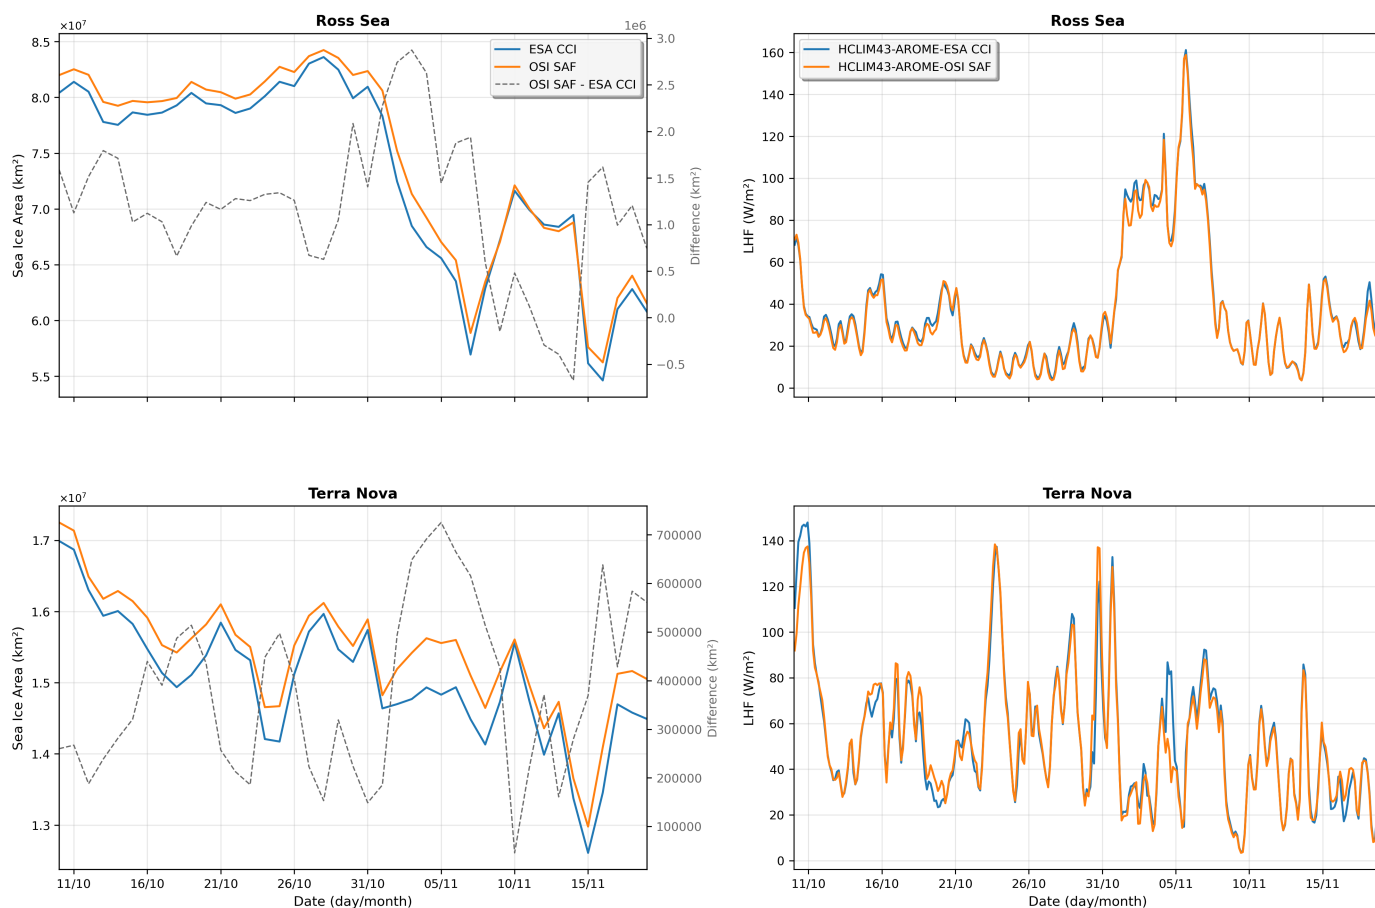 Ross Sea
×10⁷
1e6
8.5
8.0
7.5
7.0
6.5
6.0
5.5
Sea Ice Area (km²)
3.0
2.5
2.0
1.5
1.0
0.5
0.0
−0.5
Difference (km²)
ESA CCI
OSI SAF
OSI SAF - ESA CCI
Ross Sea
160
140
120
100
80
60
40
20
0
LHF (W/m²)
HCLIM43-AROME-ESA CCI
HCLIM43-AROME-OSI SAF
Terra Nova
×10⁷
1.7
1.6
1.5
1.4
1.3
Sea Ice Area (km²)
700000
600000
500000
400000
300000
200000
100000
Difference (km²)
11/10 16/10 21/10 26/10 31/10 05/11 10/11 15/11
Date (day/month)
Terra Nova
140
120
100
80
60
40
20
0
LHF (W/m²)
11/10 16/10 21/10 26/10 31/10 05/11 10/11 15/11
Date (day/month)